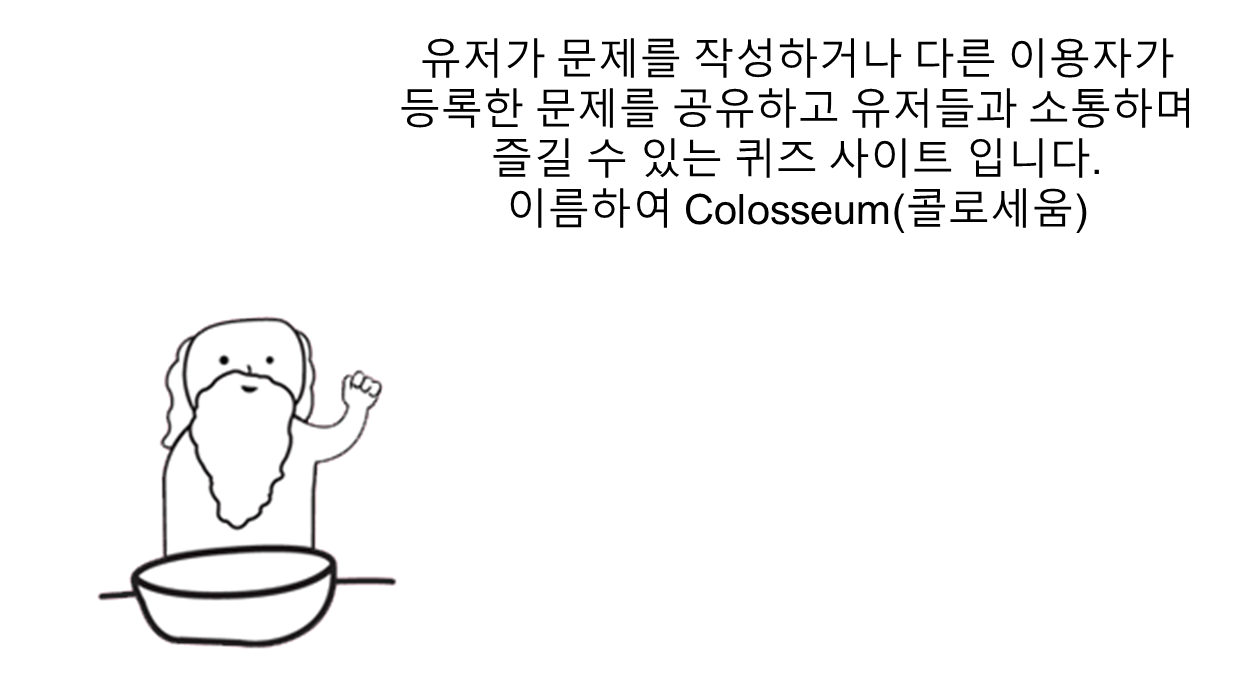 유저가 문제를 작성하거나 다른 이용자가
등록한 문제를 공유하고 유저들과 소통하며
즐길 수 있는 퀴즈 사이트 입니다.
이름하여 Colosseum(콜로세움)